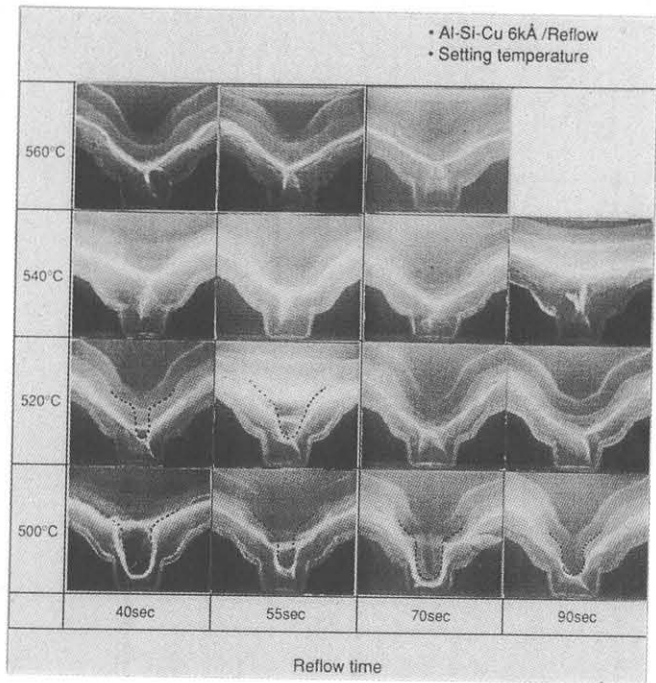 • Al-Si-Cu 6kÅ /Reflow
• Setting temperature
560°C
540°C
520°C
500°C
40sec
55sec
70sec
90sec
Reflow time